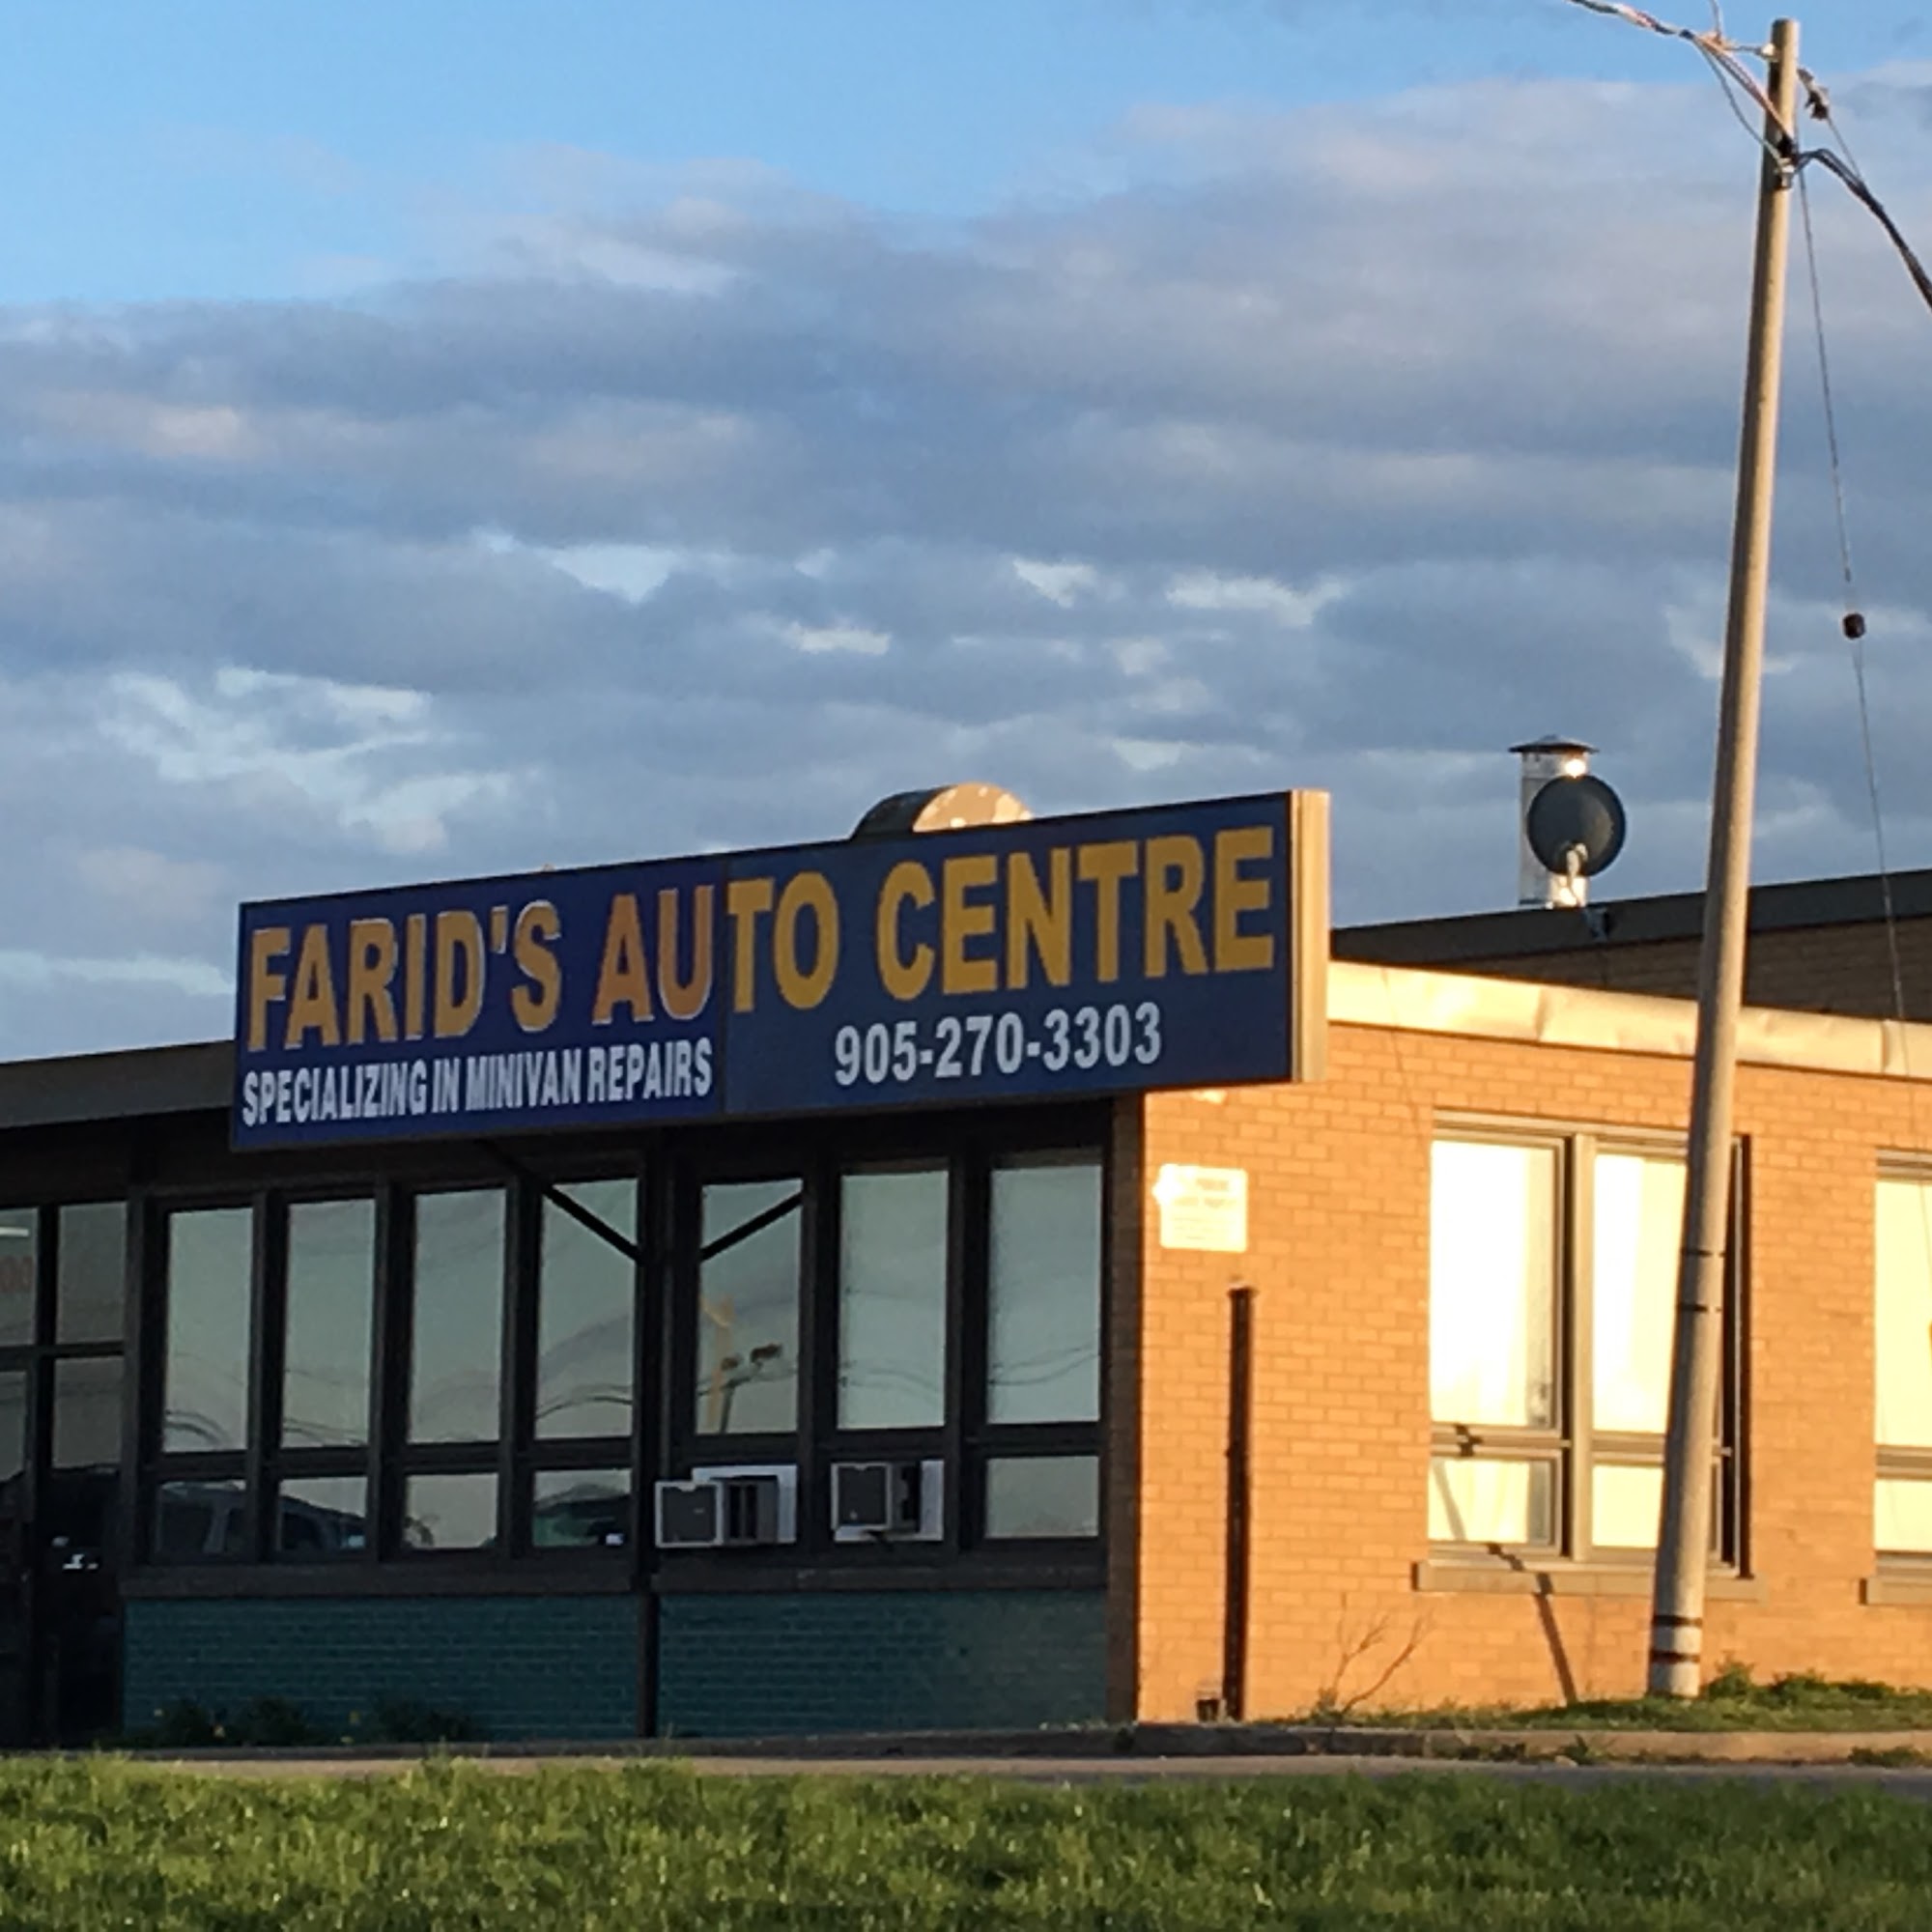 FARID'S AUTO CENTRE
SPECIALIZING IN MINIVAN REPAIRS
905-270-3303